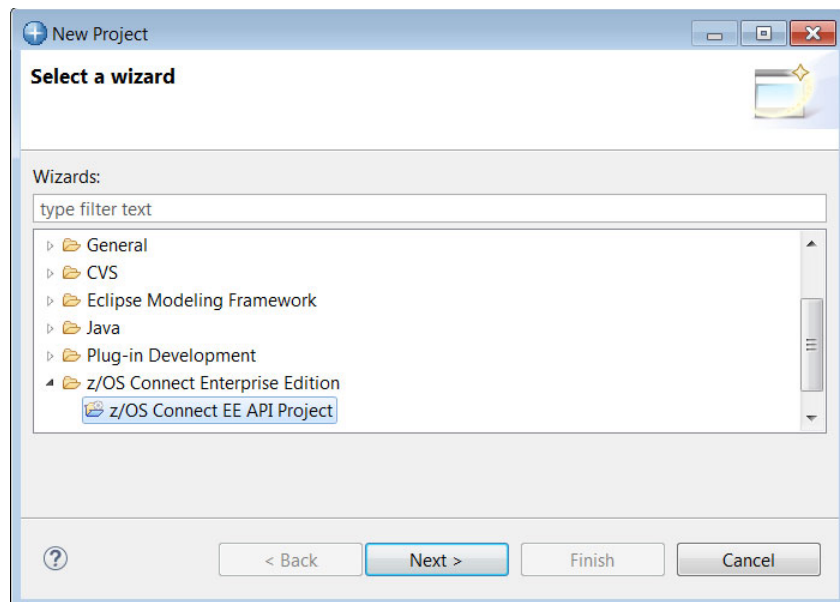 New Project
Select a wizard
Wizards:
type filter text
General
CVS
Eclipse Modeling Framework
Java
Plug-in Development
z/OS Connect Enterprise Edition
z/OS Connect EE API Project
?
< Back Next > Finish Cancel